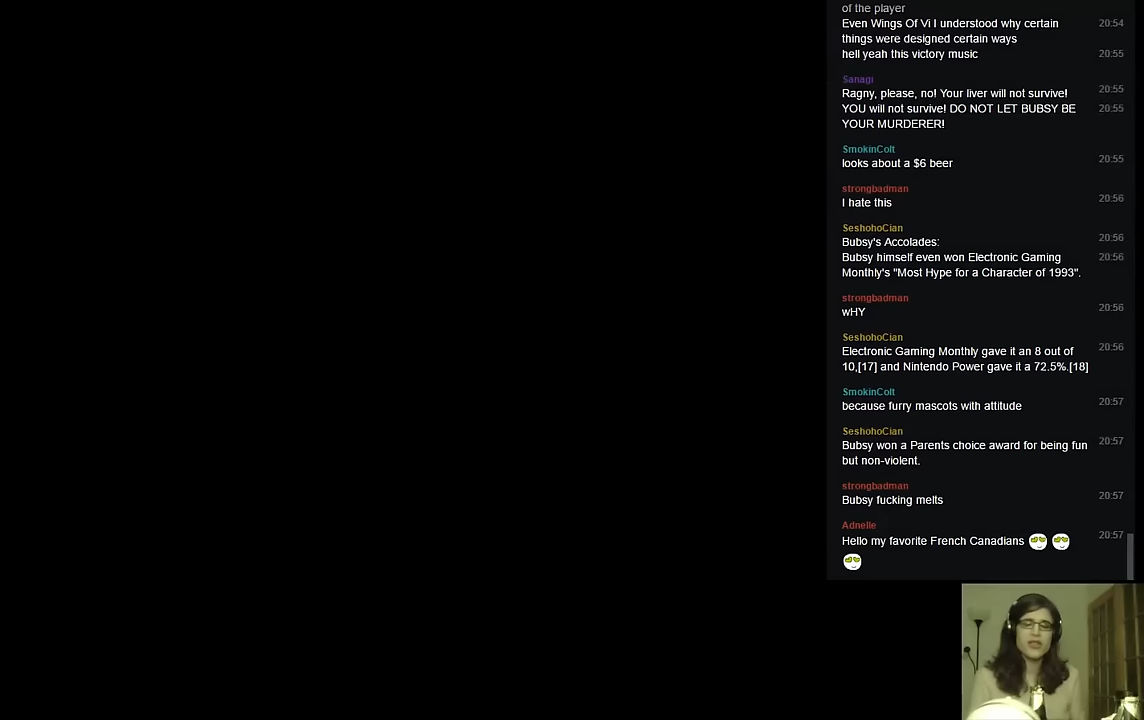 of the player
Even Wings Of Vi I understood why certain 20:54
things were designed certain ways
hell yeah this victory music 20:55
Sanagi
Ragny, please, no! Your liver will not survive! 20:55
YOU will not survive! DO NOT LET BUBSY BE 20:55
YOUR MURDERER!
SmokinColt
looks about a $6 beer 20:55
strongbadman
I hate this 20:56
SeshohoCian
Bubsy's Accolades: 20:56
Bubsy himself even won Electronic Gaming 20:56
Monthly's "Most Hype for a Character of 1993".
strongbadman
wHY 20:56
SeshohoCian
Electronic Gaming Monthly gave it an 8 out of 20:56
10,[17] and Nintendo Power gave it a 72.5%.[18]
SmokinColt
because furry mascots with attitude 20:57
SeshohoCian
Bubsy won a Parents choice award for being fun 20:57
but non-violent.
strongbadman
Bubsy fucking melts 20:57
Adnelle
Hello my favorite French Canadians 20:57